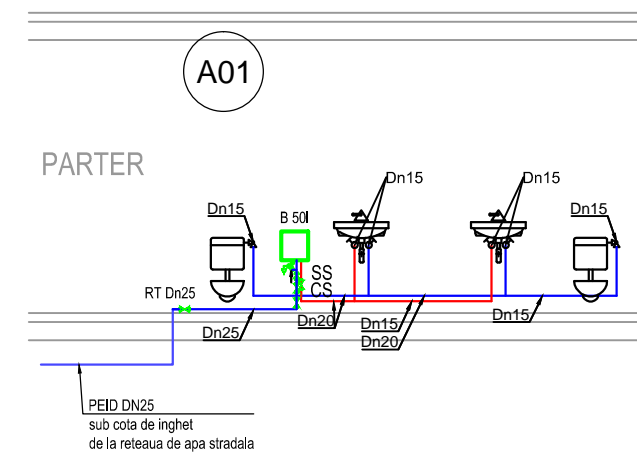 A01
PARTER
Dn15
Dn15
Dn15
B 50l
Dn15
SS
CS
RT Dn25
Dn25
Dn20
Dn15
Dn20
Dn15
PEID DN25
sub cota de inghet
de la reteaua de apa stradala